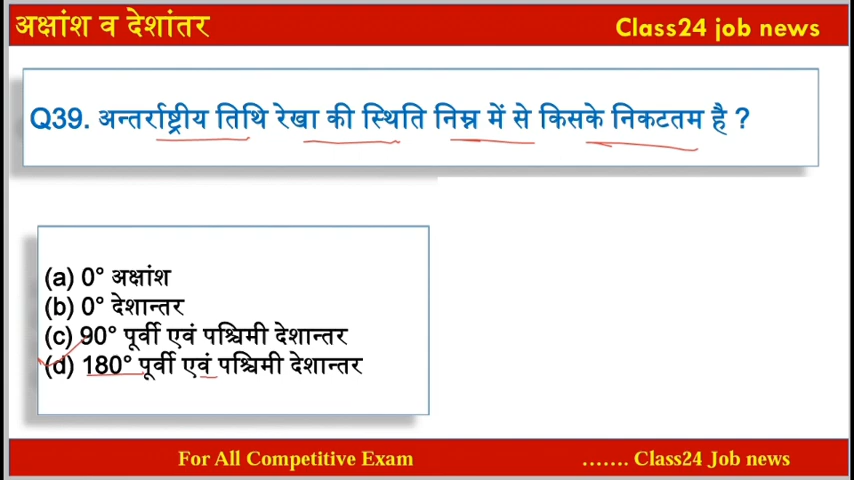 अक्षांश व देशांतर
Class24 job news
Q39. अन्तर्राष्ट्रीय तिथि रेखा की स्थिति निम्न में से किसके निकटतम है ?
(a) 0° अक्षांश
(b) 0° देशान्तर
(c) 90° पूर्वी एवं पश्चिमी देशान्तर
(d) 180° पूर्वी एवं पश्चिमी देशान्तर
For All Competitive Exam ……. Class24 Job news